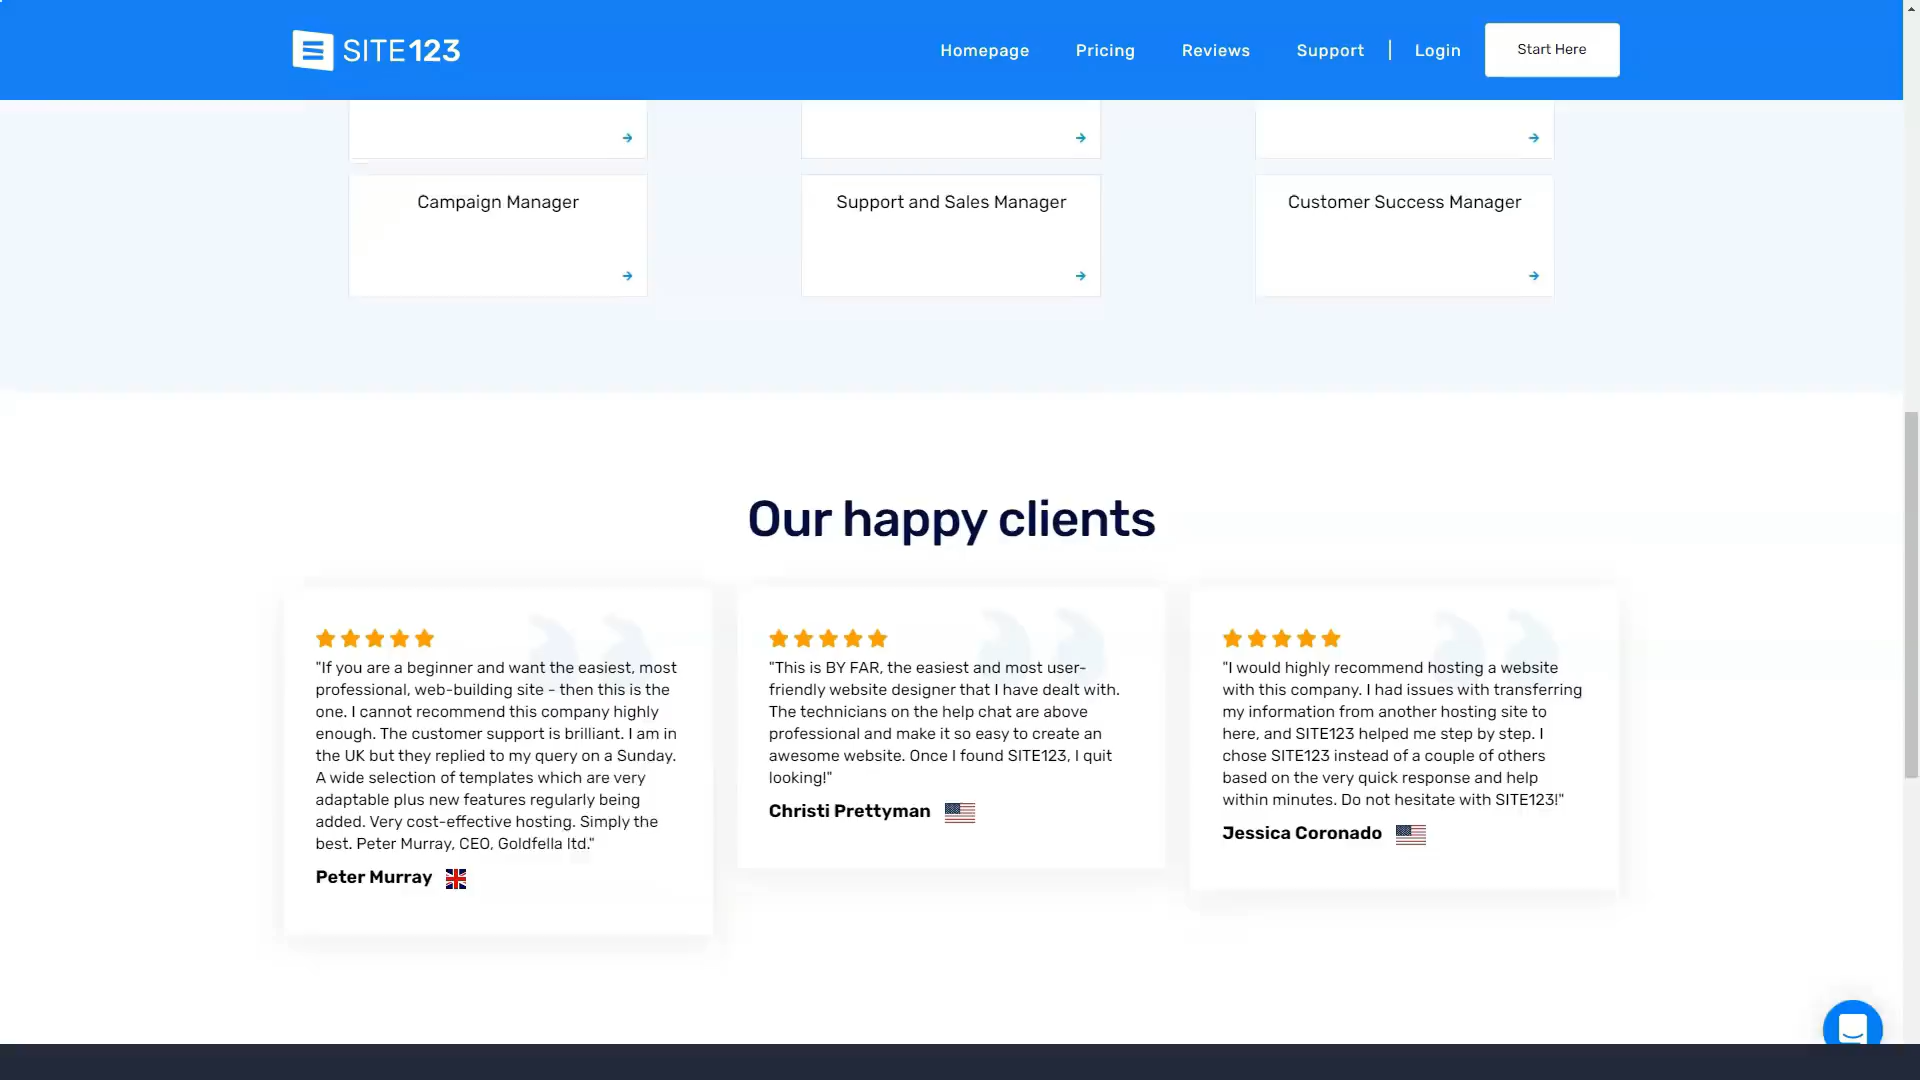 SITE123
Homepage
Pricing
Reviews
Support
|
Login
Start Here
Campaign Manager
Support and Sales Manager
Customer Success Manager
Our happy clients
"If you are a beginner and want the easiest, most
professional, web-building site - then this is the
one. I cannot recommend this company highly
enough. The customer support is brilliant. I am in
the UK but they replied to my query on a Sunday.
A wide selection of templates which are very
adaptable plus new features regularly being
added. Very cost-effective hosting. Simply the
best. Peter Murray, CEO, Goldfella ltd."
Peter Murray
"This is BY FAR, the easiest and most user-
friendly website designer that I have dealt with.
The technicians on the help chat are above
professional and make it so easy to create an
awesome website. Once I found SITE123, I quit
looking!"
Christi Prettyman
"I would highly recommend hosting a website
with this company. I had issues with transferring
my information from another hosting site to
here, and SITE123 helped me step by step. I
chose SITE123 instead of a couple of others
based on the very quick response and help
within minutes. Do not hesitate with SITE123!"
Jessica Coronado